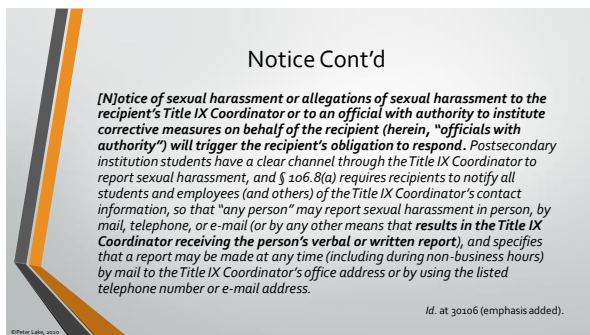 Notice Cont'd
[N]otice of sexual harassment or allegations of sexual harassment to the
recipient's Title IX Coordinator or to an official with authority to institute
corrective measures on behalf of the recipient (herein, "officials with
authority") will trigger the recipient's obligation to respond. Postsecondary
institution students have a clear channel through the Title IX Coordinator to
report sexual harassment, and § 106.8(a) requires recipients to notify all
students and employees (and others) of the Title IX Coordinator's contact
information, so that "any person" may report sexual harassment in person, by
mail, telephone, or e-mail (or by any other means that results in the Title IX
Coordinator receiving the person's verbal or written report), and specifies
that a report may be made at any time (including during non-business hours)
by mail to the Title IX Coordinator's office address or by using the listed
telephone number or e-mail address.
Id. at 30106 (emphasis added).
©Peter Lake, 2020